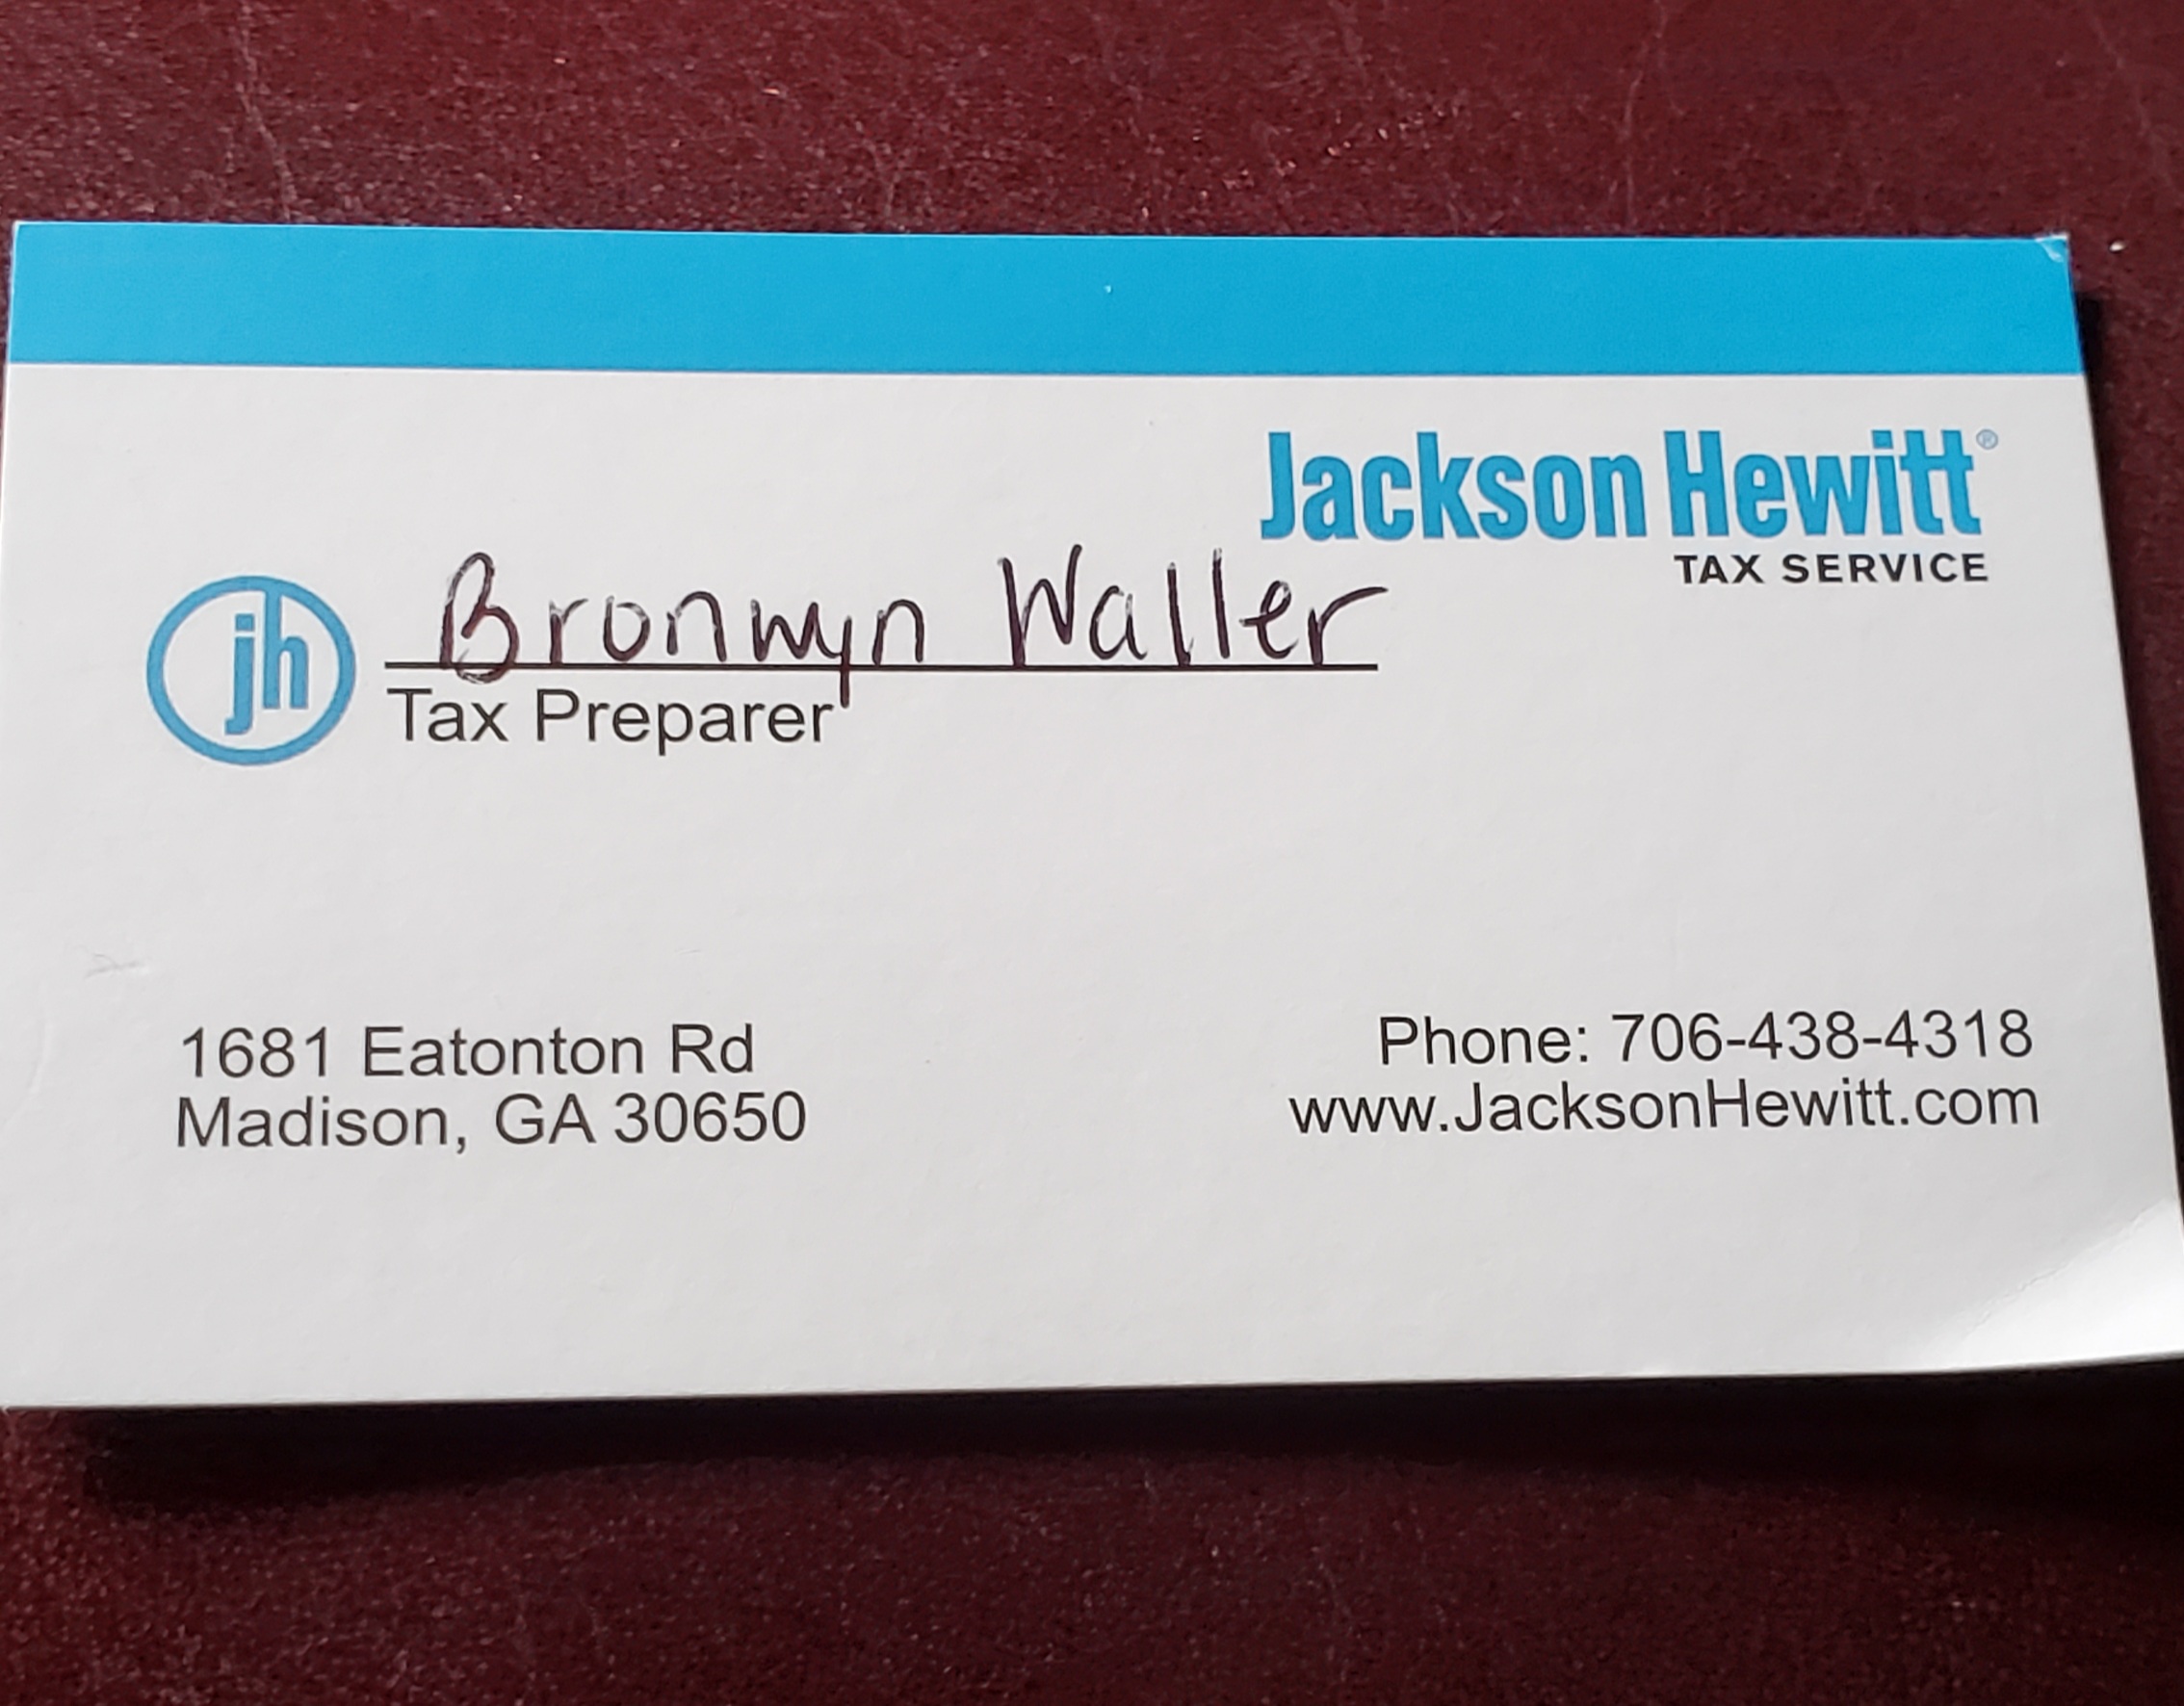 Jackson Hewitt®
TAX SERVICE
jh
Bronwyn Waller
Tax Preparer
1681 Eatonton Rd
Madison, GA 30650
Phone: 706-438-4318
www.JacksonHewitt.com